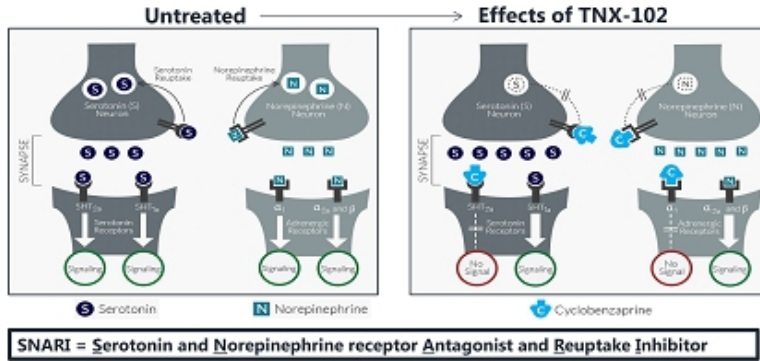 Untreated
Effects of TNX-102
Serotonin
Reuptake
Norepinephrine
Reuptake
S
S
N
N
Serotonin (S)
Neuron
Norepinephrine (N)
Neuron
S
N
SYNAPSE
S S S
N N N
S
S
N
N
5HT2a
5HT1a
Serotonin
Receptors
α1
α2a and β
Adrenergic
Receptors
Signaling
Signaling
Signaling
Signaling
S
N
Serotonin (S)
Neuron
Norepinephrine (N)
Neuron
C
C
SYNAPSE
S S S S S
N N N N N
C
S
C
N
5HT2a
5HT1a
Serotonin
Receptors
α1
α2a and β
Adrenergic
Receptors
No
Signal
Signaling
No
Signal
Signaling
S Serotonin
N Norepinephrine
C Cyclobenzaprine
SNARI = Serotonin and Norepinephrine receptor Antagonist and Reuptake Inhibitor